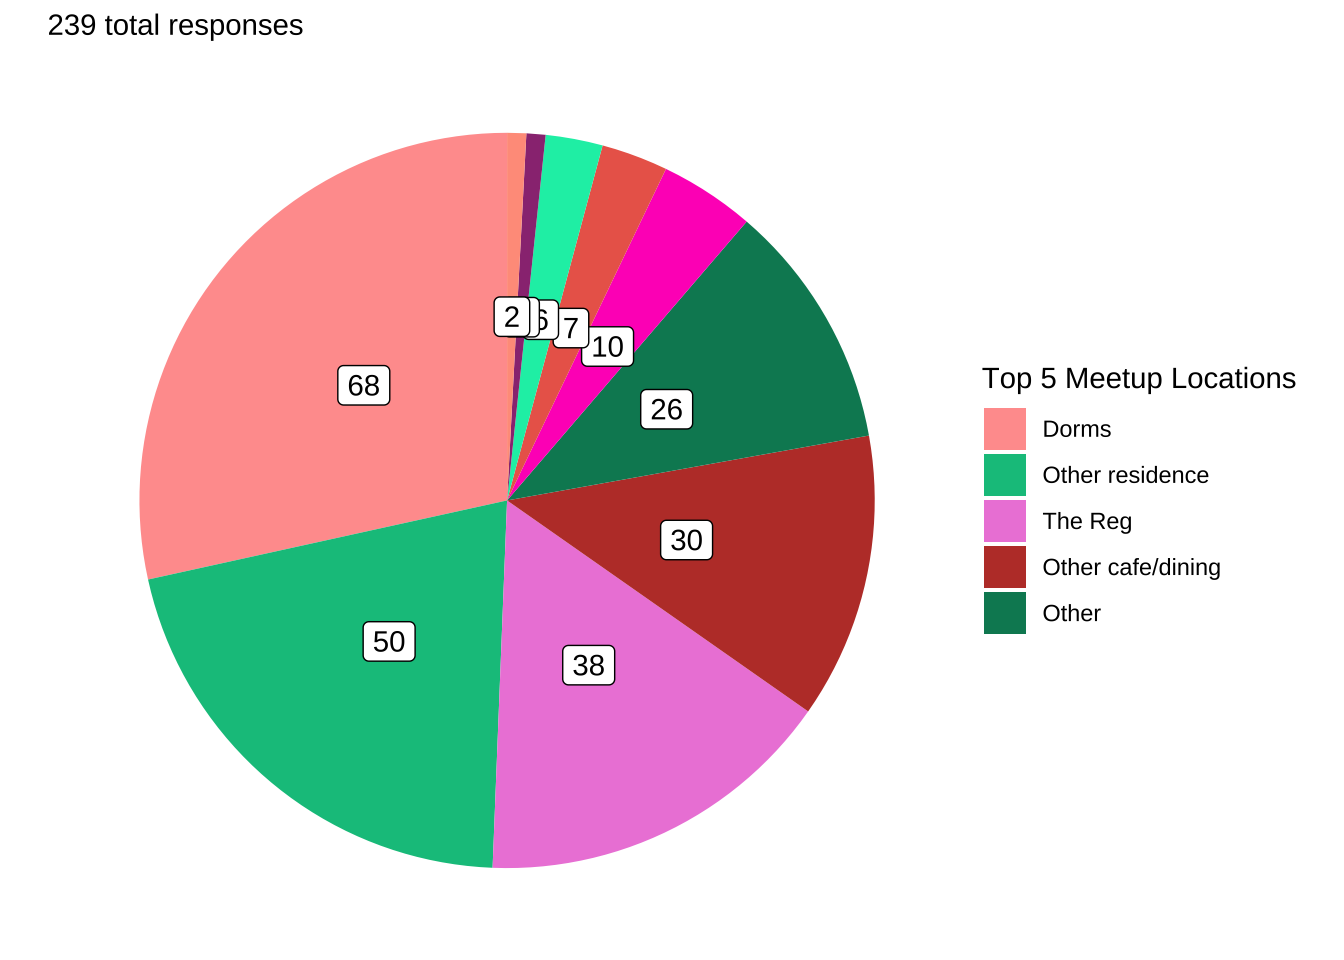 239 total responses
2
6
7
10
26
68
30
50
38
Top 5 Meetup Locations
Dorms
Other residence
The Reg
Other cafe/dining
Other